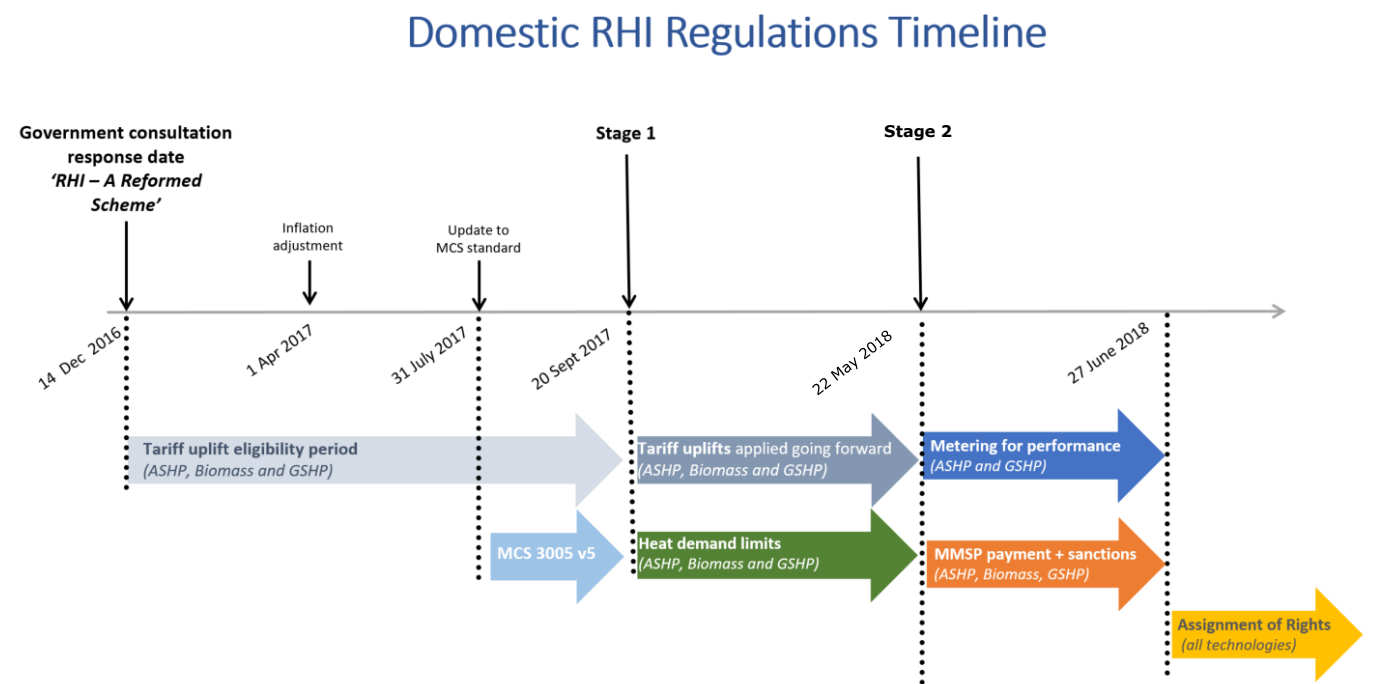 Domestic RHI Regulations Timeline
Government consultation
response date
‘RHI – A Reformed
Scheme’
Inflation
adjustment
Update to
MCS standard
Stage 1
Stage 2
14 Dec 2016
1 Apr 2017
31 July 2017
20 Sept 2017
22 May 2018
27 June 2018
Tariff uplift eligibility period
(ASHP, Biomass and GSHP)
Tariff uplifts applied going forward
(ASHP, Biomass and GSHP)
Metering for performance
(ASHP and GSHP)
MCS 3005 v5
Heat demand limits
(ASHP, Biomass and GSHP)
MMSP payment + sanctions
(ASHP, Biomass, GSHP)
Assignment of Rights
(all technologies)